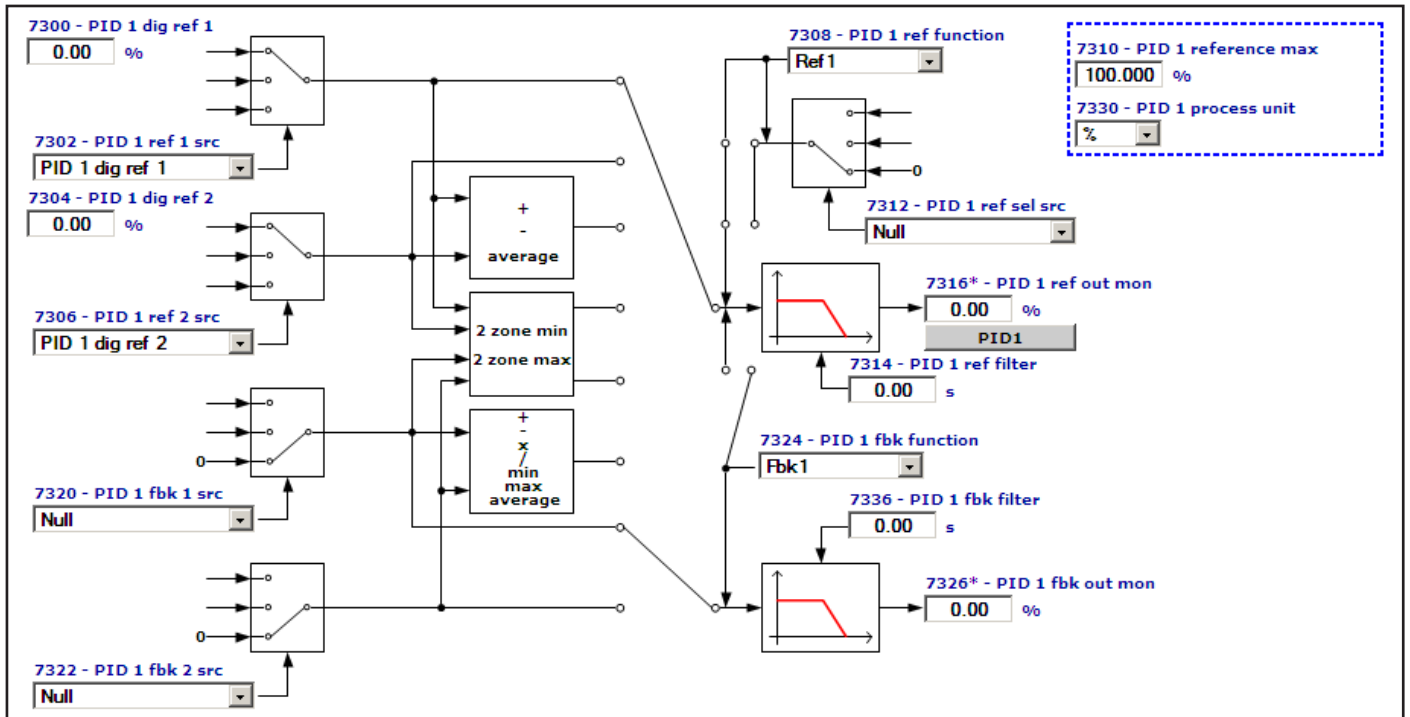 7300 - PID 1 dig ref 1
0.00 %
7302 - PID 1 ref 1 src
PID 1 dig ref 1
7304 - PID 1 dig ref 2
0.00 %
7306 - PID 1 ref 2 src
PID 1 dig ref 2
0
7320 - PID 1 fbk 1 src
Null
0
7322 - PID 1 fbk 2 src
Null
+
-
average
2 zone min
2 zone max
+
-
x
/
min
max
average
7308 - PID 1 ref function
Ref 1
0
7312 - PID 1 ref sel src
Null
7316* - PID 1 ref out mon
0.00 %
PID1
7314 - PID 1 ref filter
0.00 s
7324 - PID 1 fbk function
Fbk1
7336 - PID 1 fbk filter
0.00 s
7326* - PID 1 fbk out mon
0.00 %
7310 - PID 1 reference max
100.000 %
7330 - PID 1 process unit
%